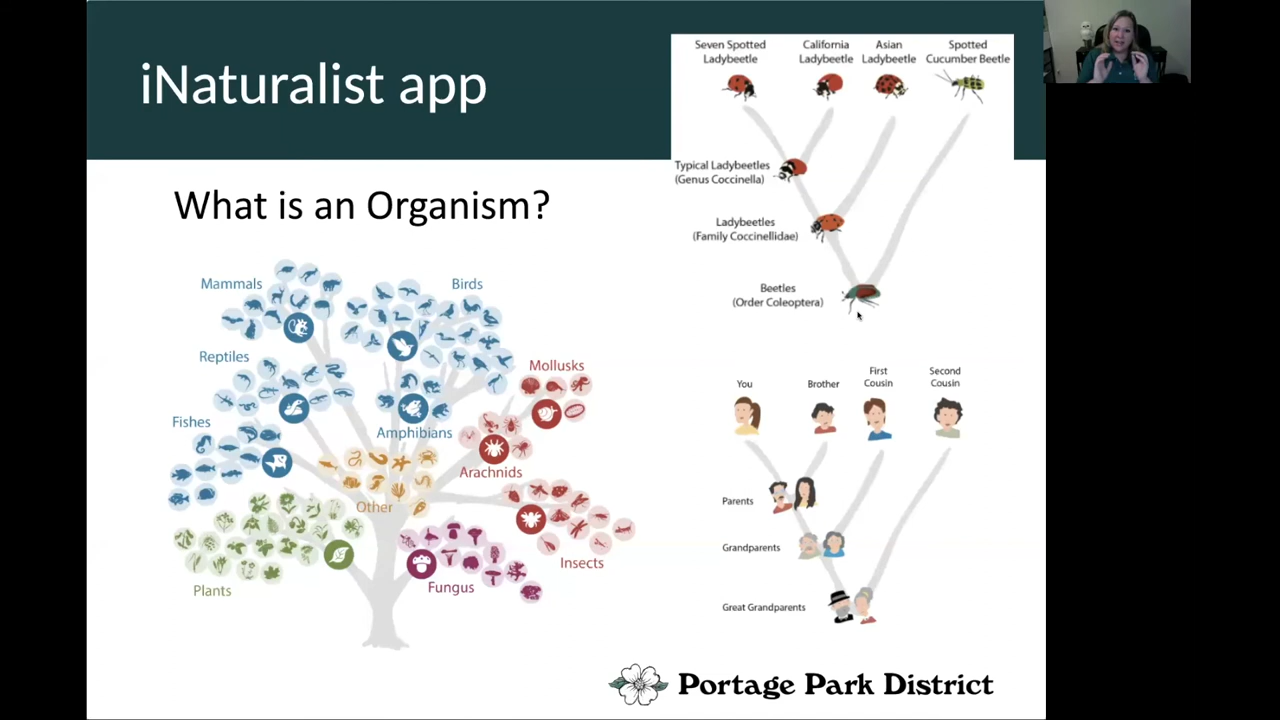 iNaturalist app
What is an Organism?
Mammals
Birds
Reptiles
Mollusks
Fishes
Amphibians
Arachnids
Other
Insects
Fungus
Plants
Seven Spotted
Ladybeetle
California
Ladybeetle
Asian
Ladybeetle
Spotted
Cucumber Beetle
Typical Ladybeetles
(Genus Coccinella)
Ladybeetles
(Family Coccinellidae)
Beetles
(Order Coleoptera)
You
Brother
First
Cousin
Second
Cousin
Parents
Grandparents
Great Grandparents
Portage Park District